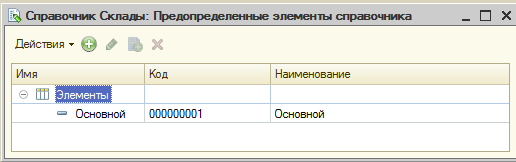 Справочник Склады: Предопределенные элементы справочника
Действия
Имя Код Наименование
Элементы
Основной 000000001 Основной